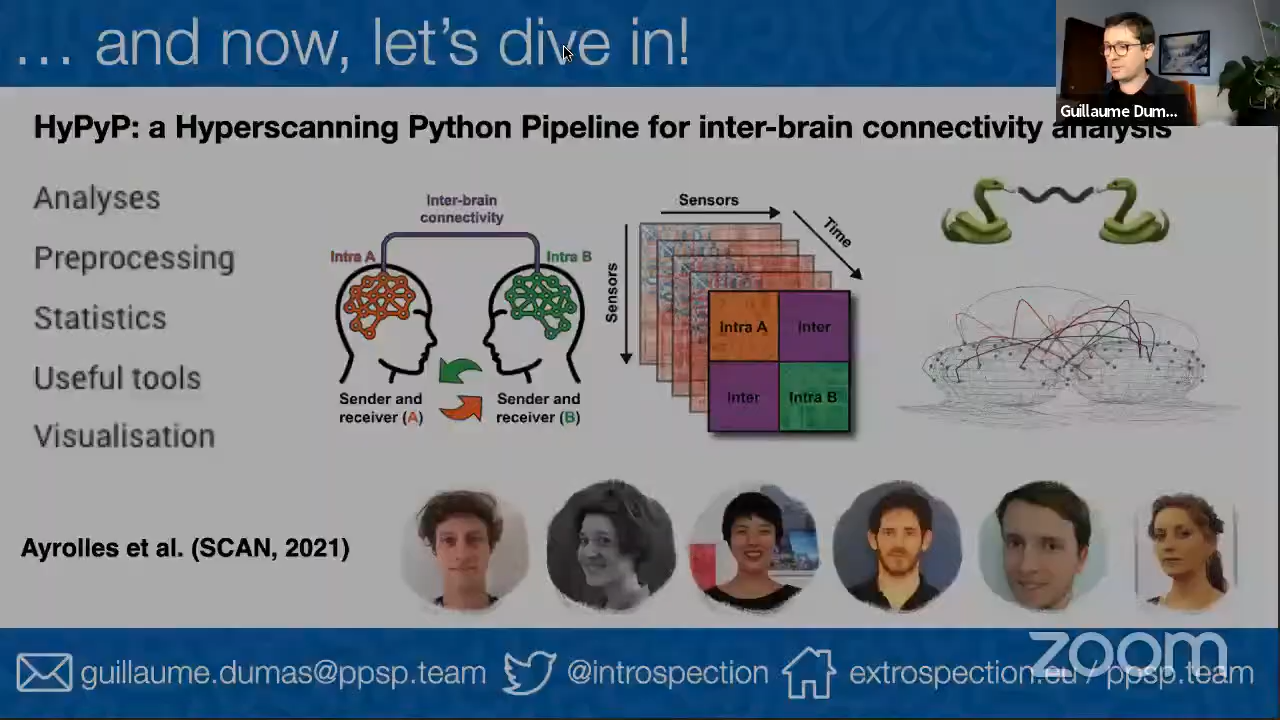 … and now, let's dive in!
Guillaume Dum...
HyPyP: a Hyperscanning Python Pipeline for inter-brain connectivity analysis
Analyses
Preprocessing
Statistics
Useful tools
Visualisation
Inter-brain
connectivity
Intra A
Intra B
Sender and
receiver (A)
Sender and
receiver (B)
Sensors
Time
Sensors
Intra A
Inter
Inter
Intra B
Ayrolles et al. (SCAN, 2021)
guillaume.dumas@ppsp.team
@introspection
extrospection.eu / ppsp.team
zoom